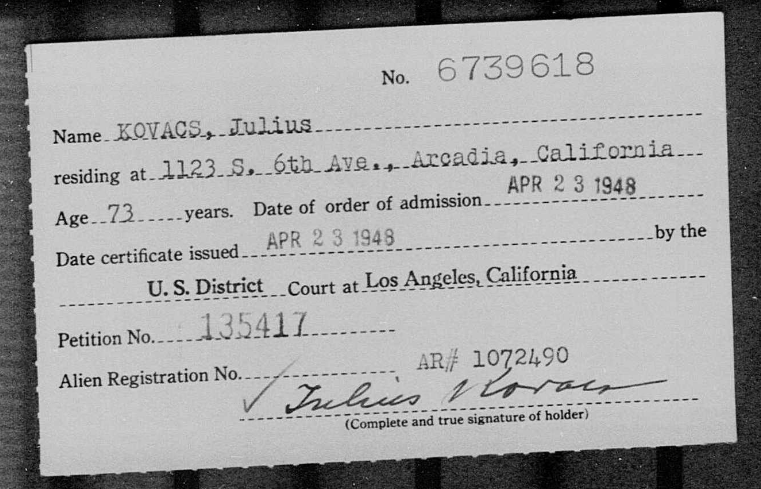 No. 6739618
Name KOVACS, Julius
residing at 1123 S. 6th Ave., Arcadia, California
Age 73 years. Date of order of admission APR 23 1948
Date certificate issued APR 23 1948 by the
U. S. District Court at Los Angeles, California
Petition No. 135417
Alien Registration No. AR# 1072490
✓ Julius Kovacs
(Complete and true signature of holder)